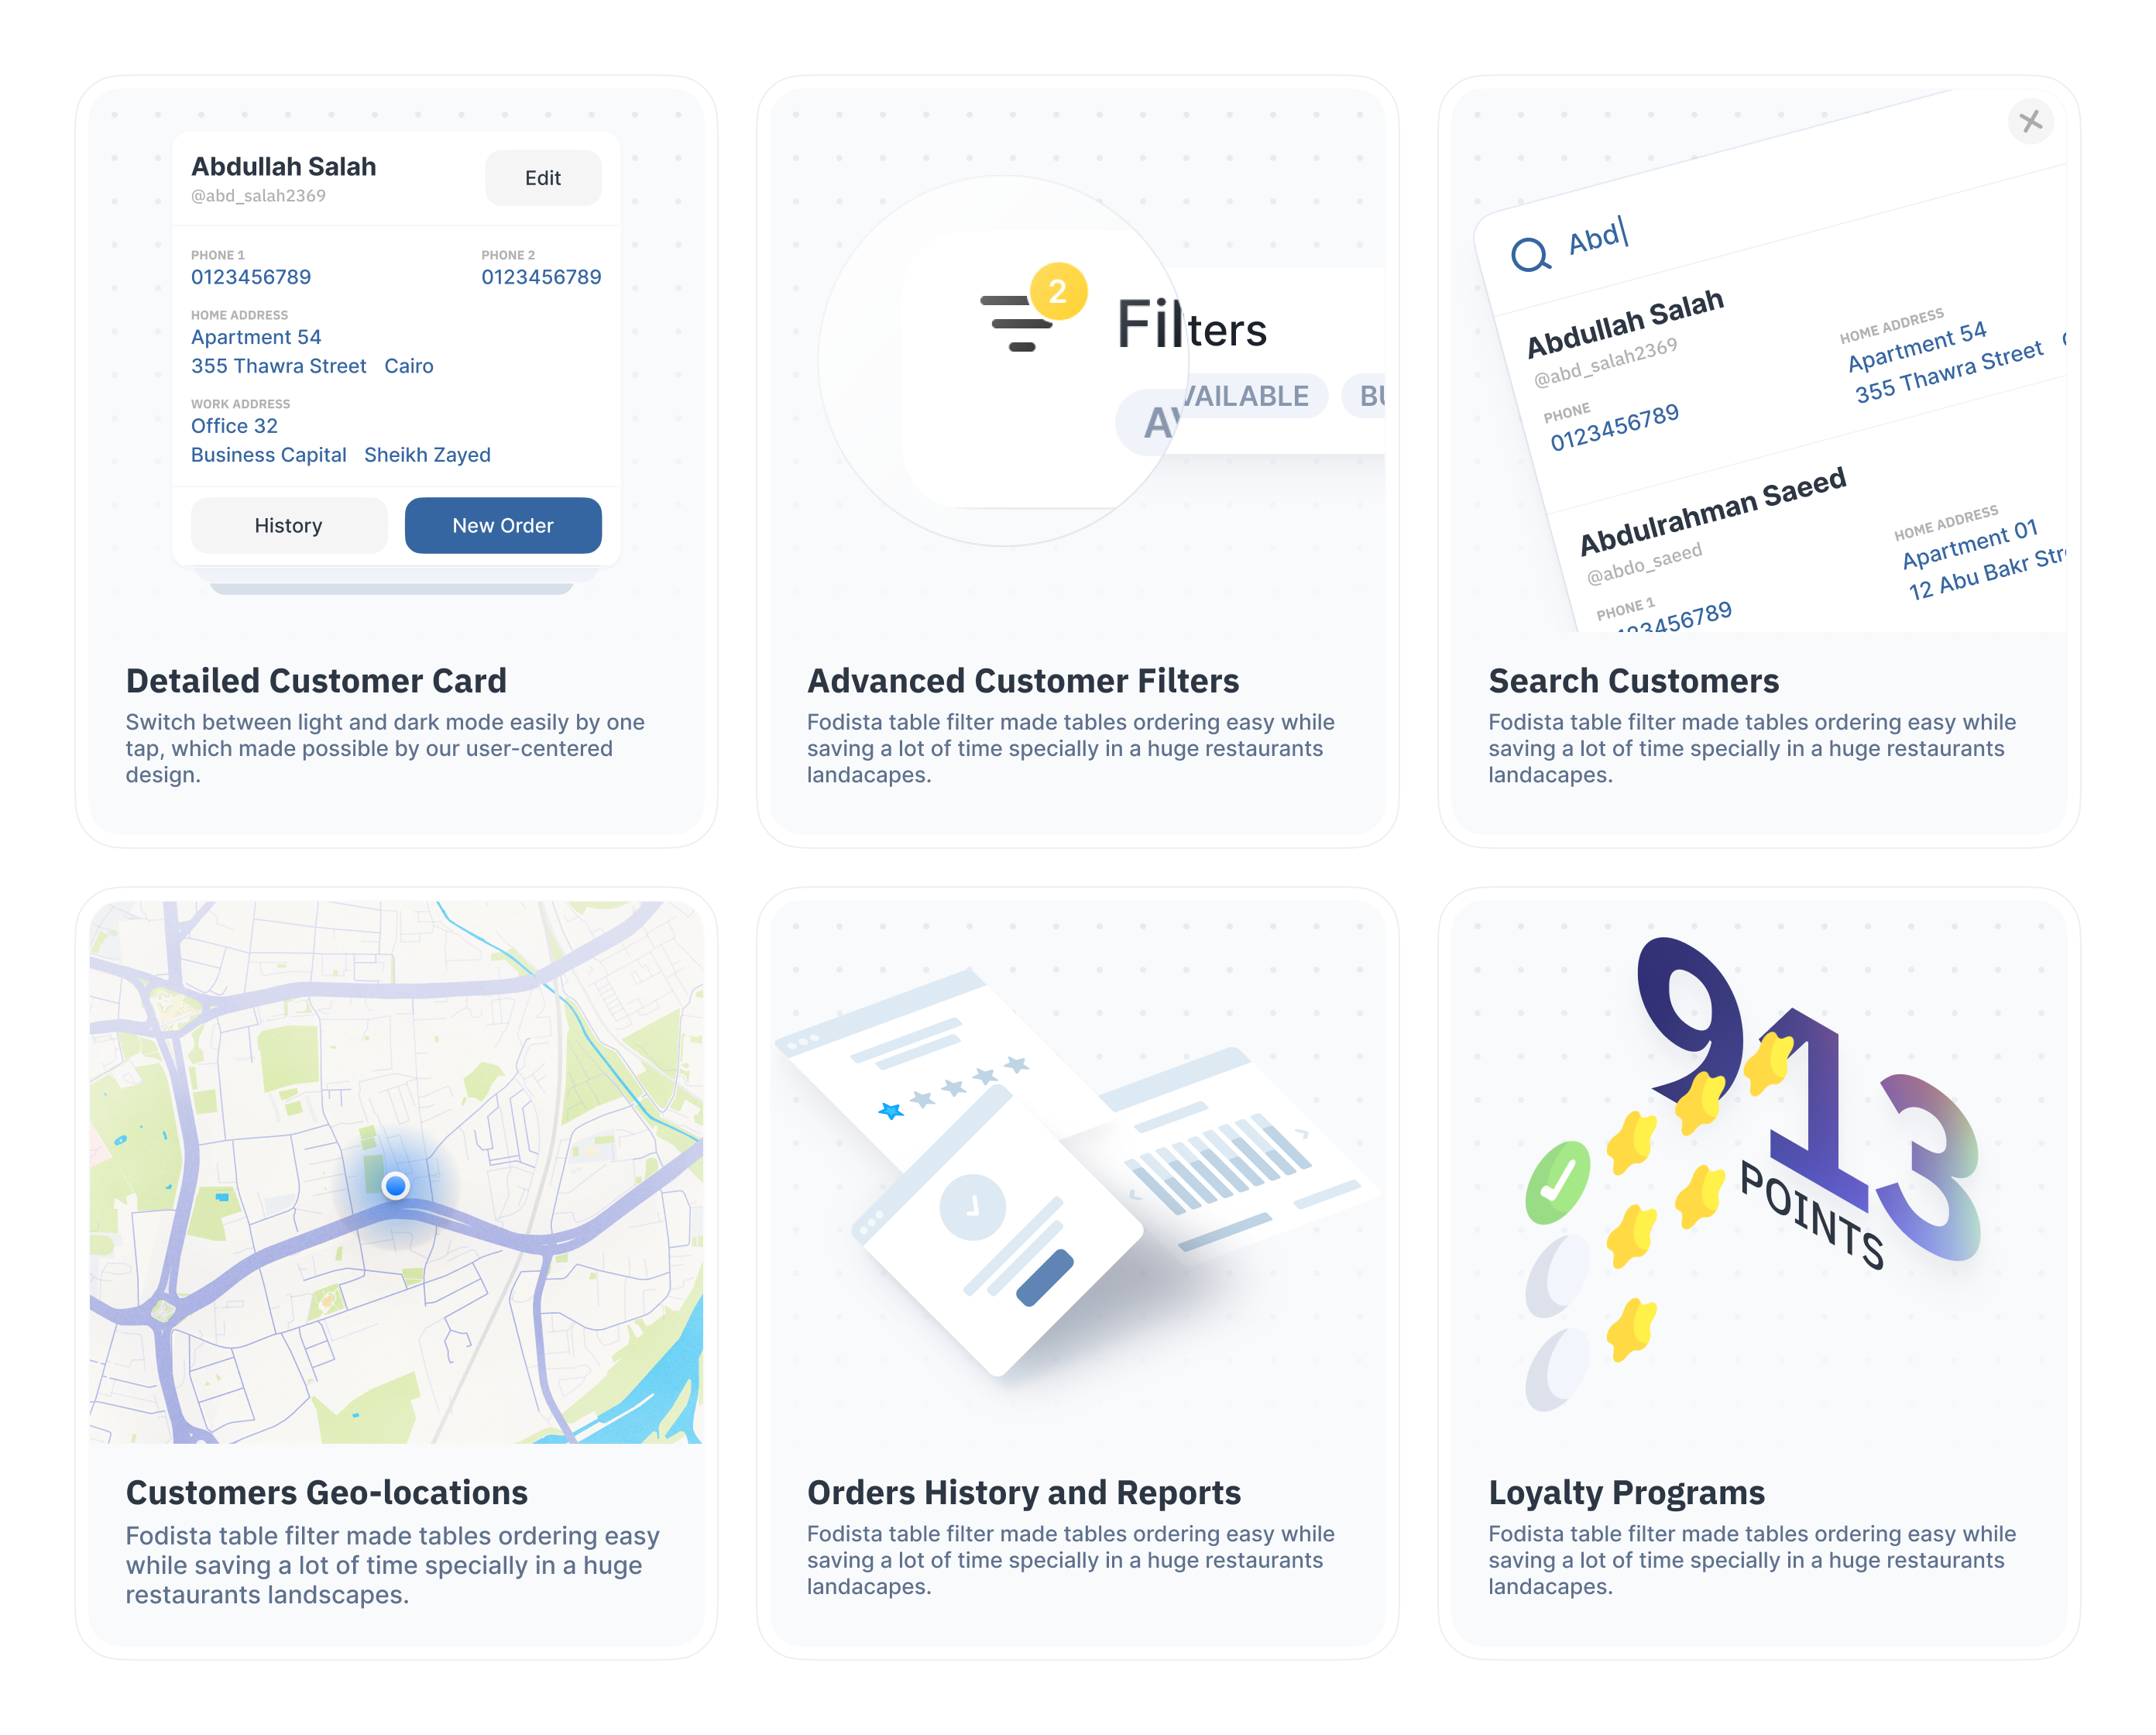 Abdullah Salah
@abd_salah2369
Edit
PHONE 1
0123456789
PHONE 2
0123456789
HOME ADDRESS
Apartment 54
355 Thawra Street Cairo
WORK ADDRESS
Office 32
Business Capital Sheikh Zayed
History
New Order
Detailed Customer Card
Switch between light and dark mode easily by one
tap, which made possible by our user-centered
design.
2
Filters
AVAILABLE
Advanced Customer Filters
Fodista table filter made tables ordering easy while
saving a lot of time specially in a huge restaurants
landacapes.
Abd
Abdullah Salah
@abd_salah2369
PHONE
0123456789
HOME ADDRESS
Apartment 54
355 Thawra Street
Abdulrahman Saeed
@abdo_saeed
PHONE 1
0123456789
HOME ADDRESS
Apartment 01
12 Abu Bakr
Search Customers
Fodista table filter made tables ordering easy while
saving a lot of time specially in a huge restaurants
landacapes.
Customers Geo-locations
Fodista table filter made tables ordering easy
while saving a lot of time specially in a huge
restaurants landscapes.
Orders History and Reports
Fodista table filter made tables ordering easy while
saving a lot of time specially in a huge restaurants
landacapes.
913
POINTS
Loyalty Programs
Fodista table filter made tables ordering easy while
saving a lot of time specially in a huge restaurants
landacapes.